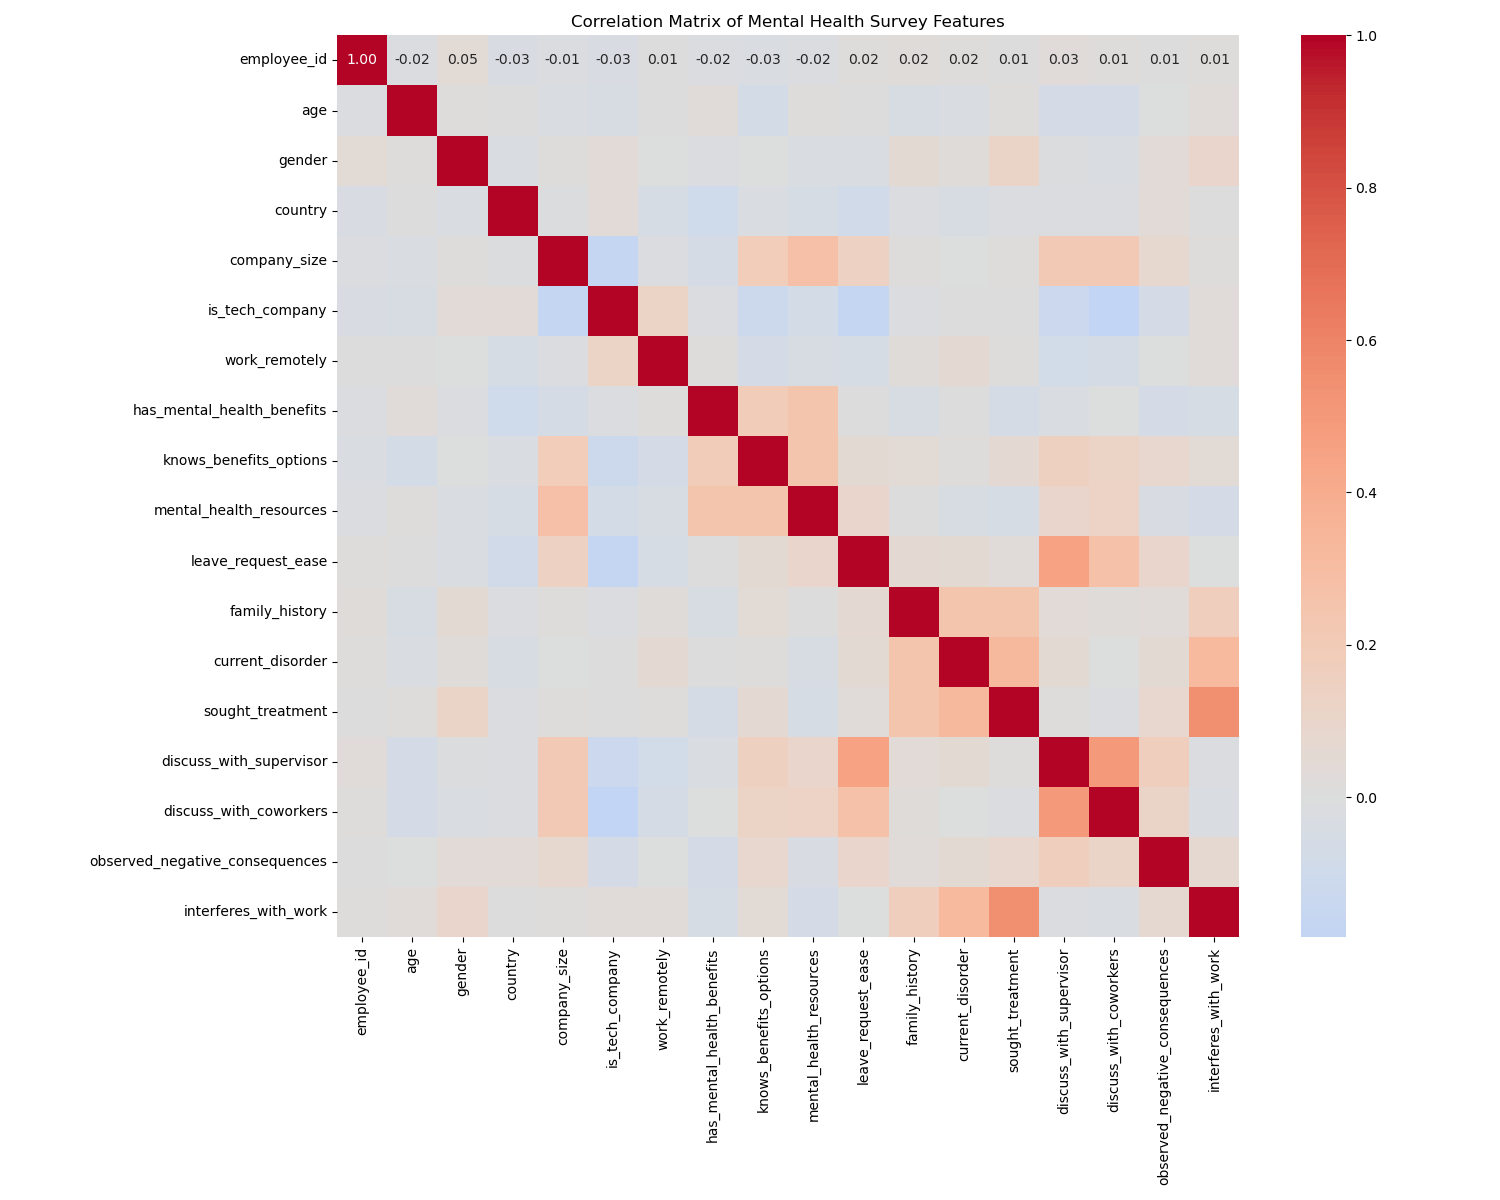 Correlation Matrix of Mental Health Survey Features
employee_id
1.00 -0.02 0.05 -0.03 -0.01 -0.03 0.01 -0.02 -0.03 -0.02 0.02 0.02 0.02 0.01 0.03 0.01 0.01 0.01
age
gender
country
company_size
is_tech_company
work_remotely
has_mental_health_benefits
knows_benefits_options
mental_health_resources
leave_request_ease
family_history
current_disorder
sought_treatment
discuss_with_supervisor
discuss_with_coworkers
observed_negative_consequences
interferes_with_work
employee_id
age
gender
country
company_size
is_tech_company
work_remotely
has_mental_health_benefits
knows_benefits_options
mental_health_resources
leave_request_ease
family_history
current_disorder
sought_treatment
discuss_with_supervisor
discuss_with_coworkers
observed_negative_consequences
interferes_with_work
1.0
0.8
0.6
0.4
0.2
0.0